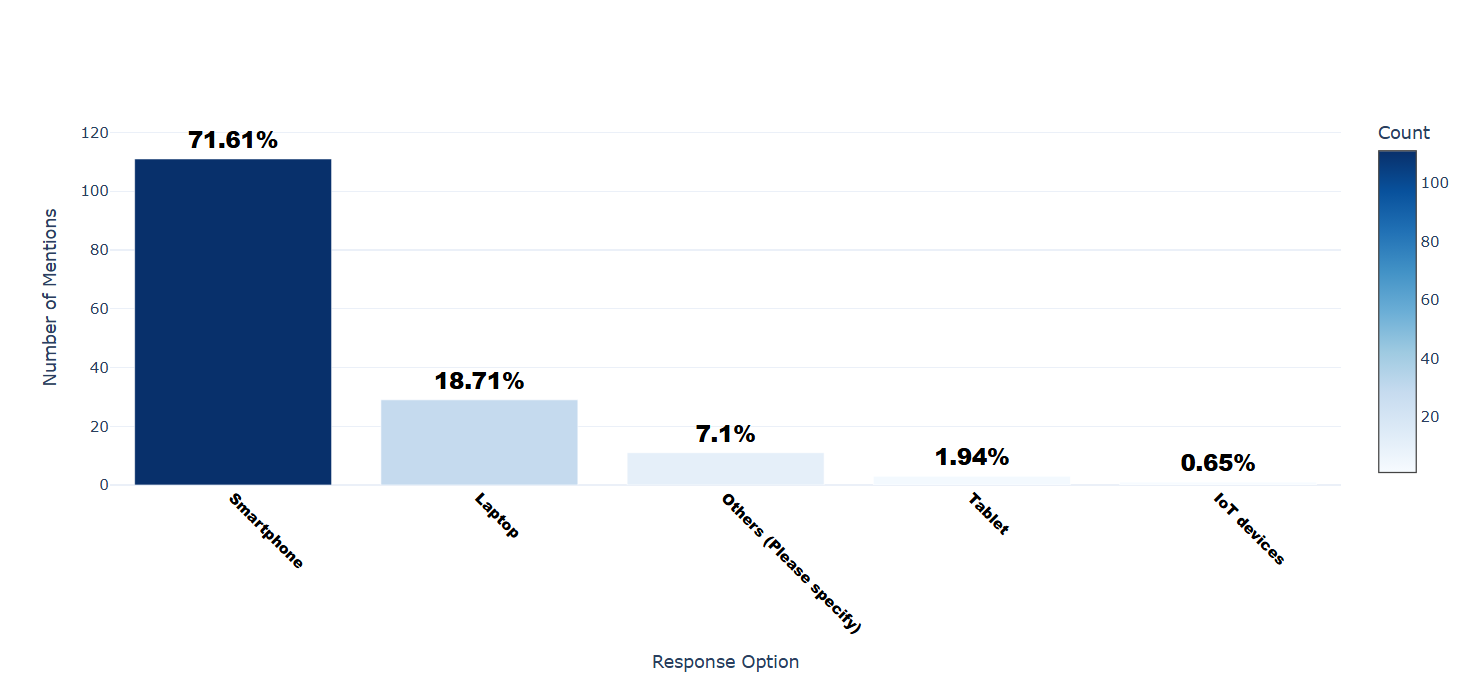 120
100
80
60
40
20
0
Number of Mentions
71.61%
18.71%
7.1%
1.94%
0.65%
Smartphone
Laptop
Others (Please specify)
Tablet
IoT devices
Response Option
Count
100
80
60
40
20